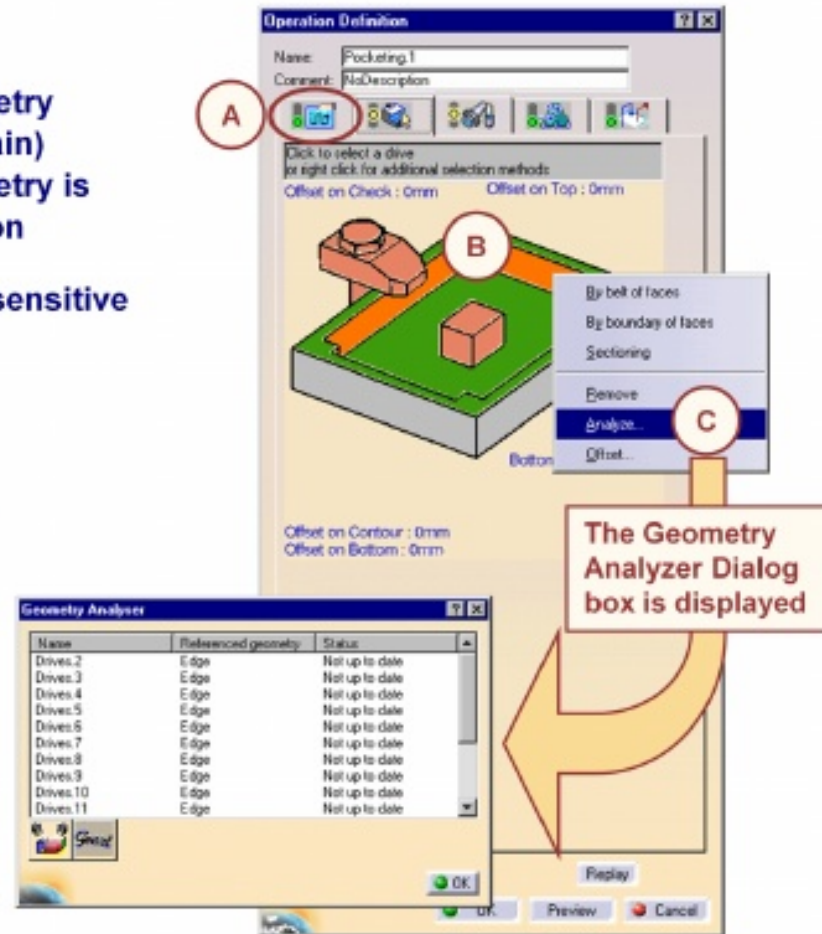 etry
ain)
etry is
on
sensitive
Operation Definition
Name: Pocketing.1
Comment: NoDescription
A
Click to select a drive
or right click for additional selection methods
Offset on Check : 0mm
Offset on Top : 0mm
B
By belt of faces
By boundary of faces
Sectioning
Remove
Analyze...
C
Offset...
Bottom
Offset on Contour : 0mm
Offset on Bottom : 0mm
The Geometry
Analyzer Dialog
box is displayed
Geometry Analyser
Name Referenced geometry Status
Drives.2 Edge Not up to date
Drives.3 Edge Not up to date
Drives.4 Edge Not up to date
Drives.5 Edge Not up to date
Drives.6 Edge Not up to date
Drives.7 Edge Not up to date
Drives.8 Edge Not up to date
Drives.9 Edge Not up to date
Drives.10 Edge Not up to date
Drives.11 Edge Not up to date
OK
Replay
OK Preview Cancel